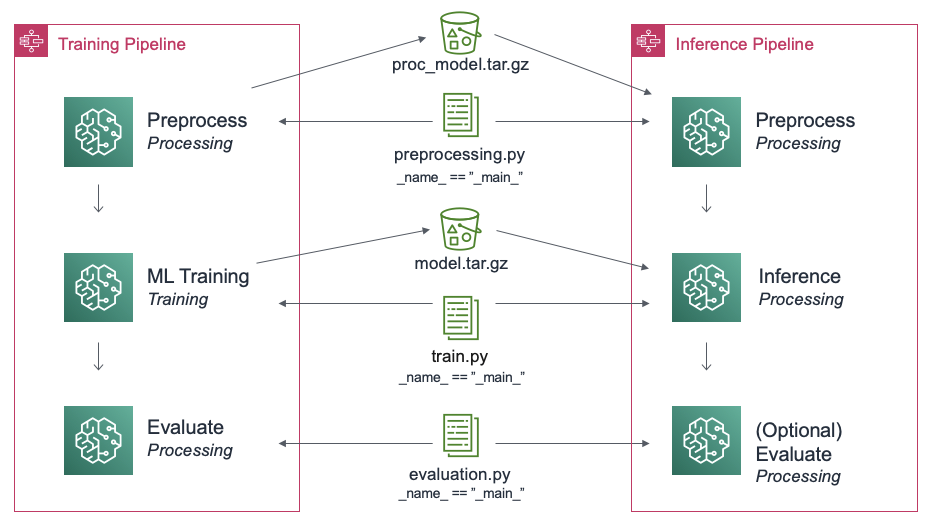 Training Pipeline
Preprocess
Processing
ML Training
Training
Evaluate
Processing
proc_model.tar.gz
preprocessing.py
_name_ == ”_main_”
model.tar.gz
train.py
_name_ == ”_main_”
evaluation.py
_name_ == ”_main_”
Inference Pipeline
Preprocess
Processing
Inference
Processing
(Optional)
Evaluate
Processing